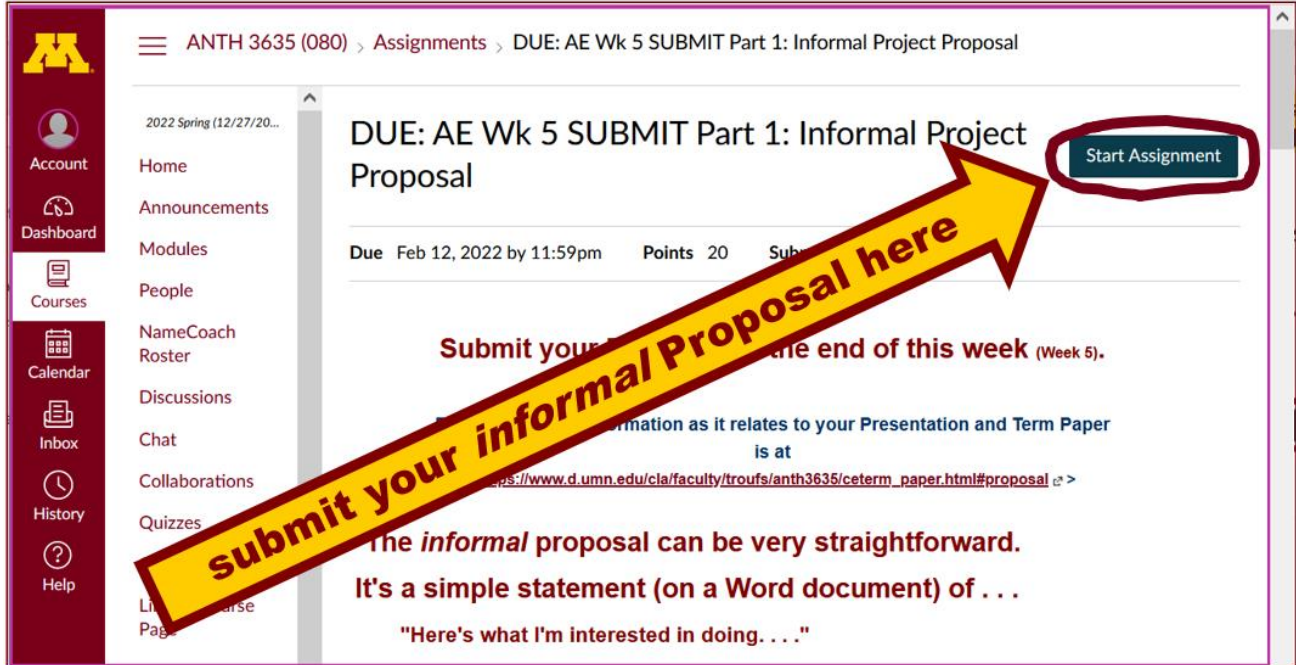 M
ANTH 3635 (080) > Assignments > DUE: AE Wk 5 SUBMIT Part 1: Informal Project Proposal
Account
Dashboard
Courses
Calendar
Inbox
History
Help
2022 Spring (12/27/20...
Home
Announcements
Modules
People
NameCoach
Roster
Discussions
Chat
Collaborations
Quizzes
Page
DUE: AE Wk 5 SUBMIT Part 1: Informal Project
Proposal
Start Assignment
Due Feb 12, 2022 by 11:59pm Points 20
submit your informal Proposal here
Submit your the end of this week (Week 5).
as it relates to your Presentation and Term Paper
is at
://www.d.umn.edu/cla/faculty/troufs/anth3635/ceterm_paper.html#proposal >
The informal proposal can be very straightforward.
It's a simple statement (on a Word document) of . . .
"Here's what I'm interested in doing. . . ."